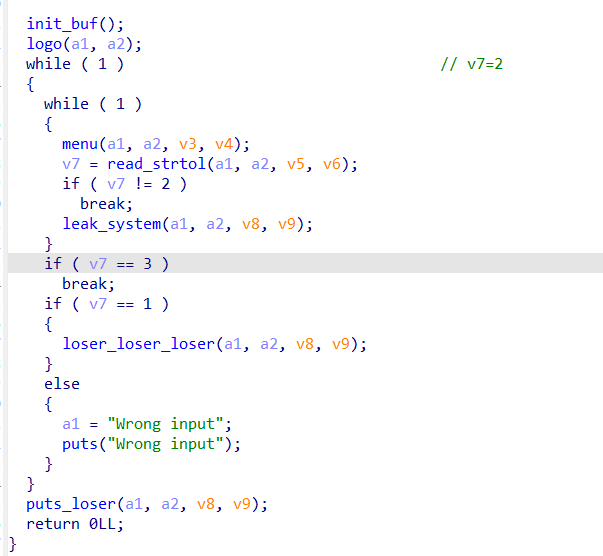 init_buf();
logo(a1, a2);
while ( 1 ) // v7=2
{
while ( 1 )
{
menu(a1, a2, v3, v4);
v7 = read_strtol(a1, a2, v5, v6);
if ( v7 != 2 )
break;
leak_system(a1, a2, v8, v9);
}
if ( v7 == 3 )
break;
if ( v7 == 1 )
{
loser_loser_loser(a1, a2, v8, v9);
}
else
{
a1 = "Wrong input";
puts("Wrong input");
}
}
puts_loser(a1, a2, v8, v9);
return 0LL;
}